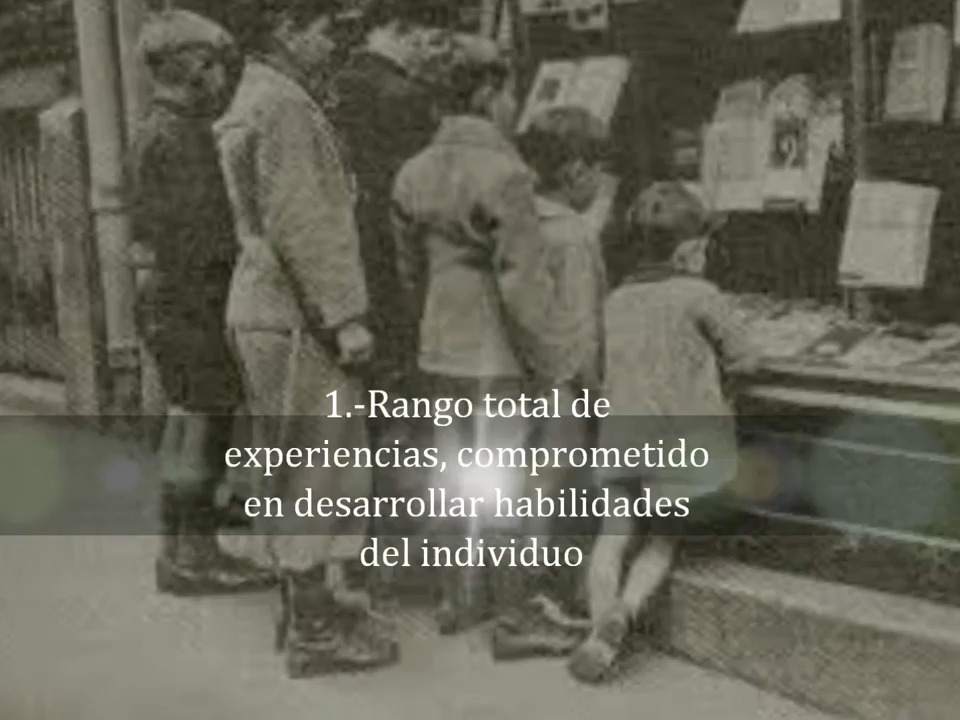 1.-Rango total de
experiencias, comprometido
en desarrollar habilidades
del individuo